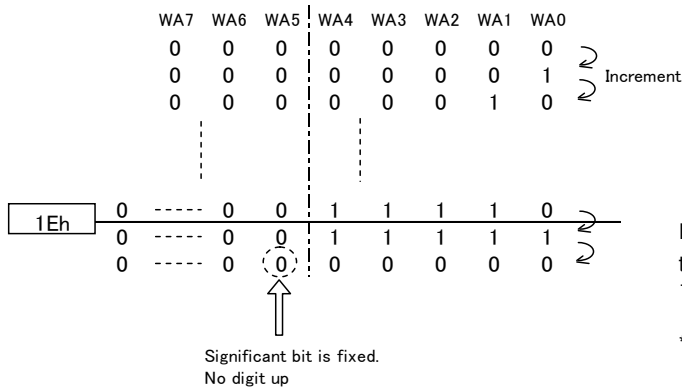 WA7 WA6 WA5 WA4 WA3 WA2 WA1 WA0
0 0 0 0 0 0 0 0
0 0 0 0 0 0 0 1
Increment
0 0 0 0 0 0 1 0
0 ----- 0 0 1 1 1 1 0
1Eh
0 0 0 1 1 1 1 1
0 ----- 0 0 0 0 0 0 0
Significant bit is fixed.
No digit up